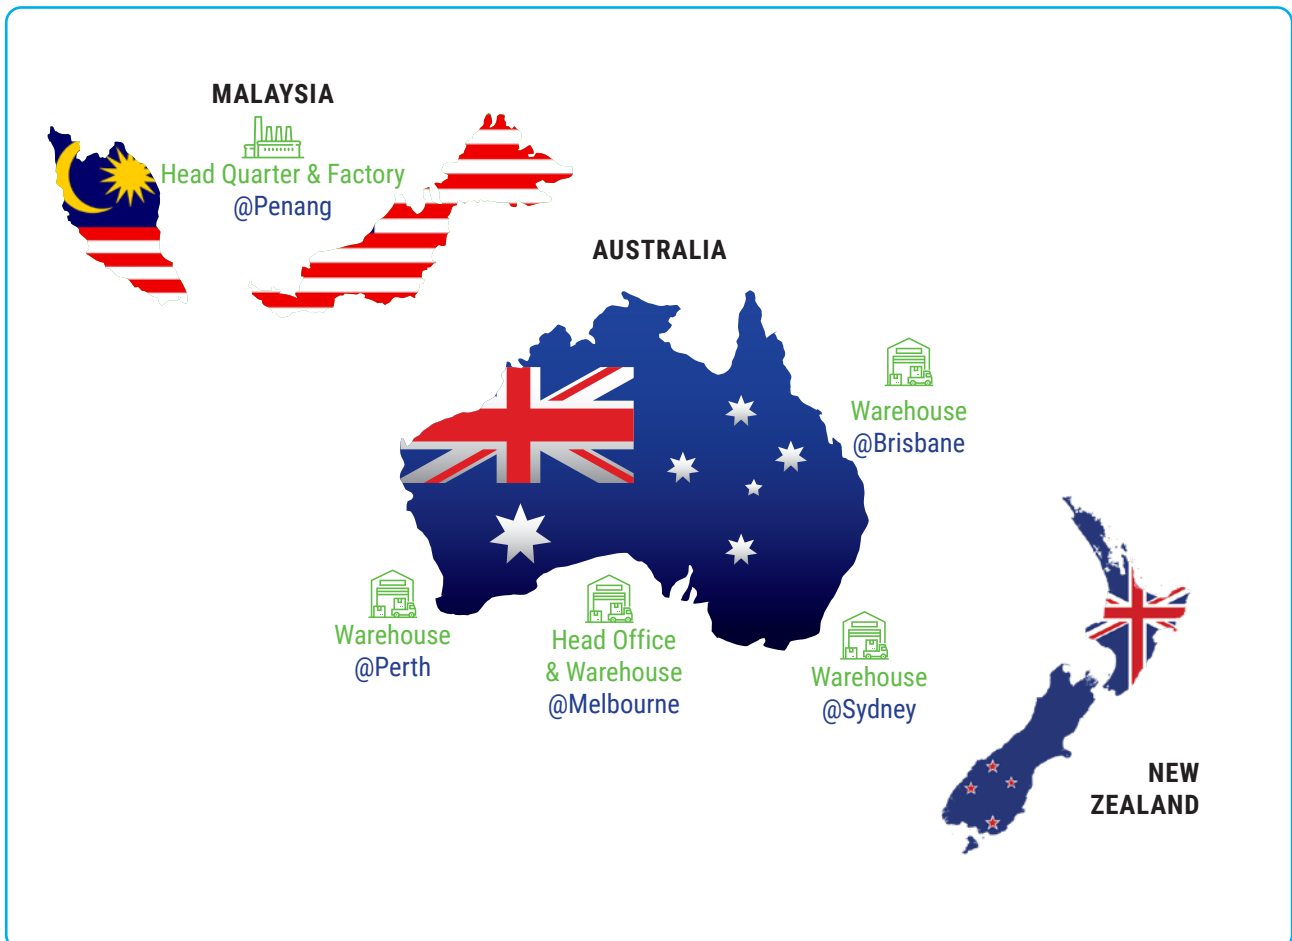 MALAYSIA
Head Quarter & Factory
@Penang
AUSTRALIA
Warehouse
@Brisbane
Warehouse
@Perth
Head Office
& Warehouse
@Melbourne
Warehouse
@Sydney
NEW
ZEALAND